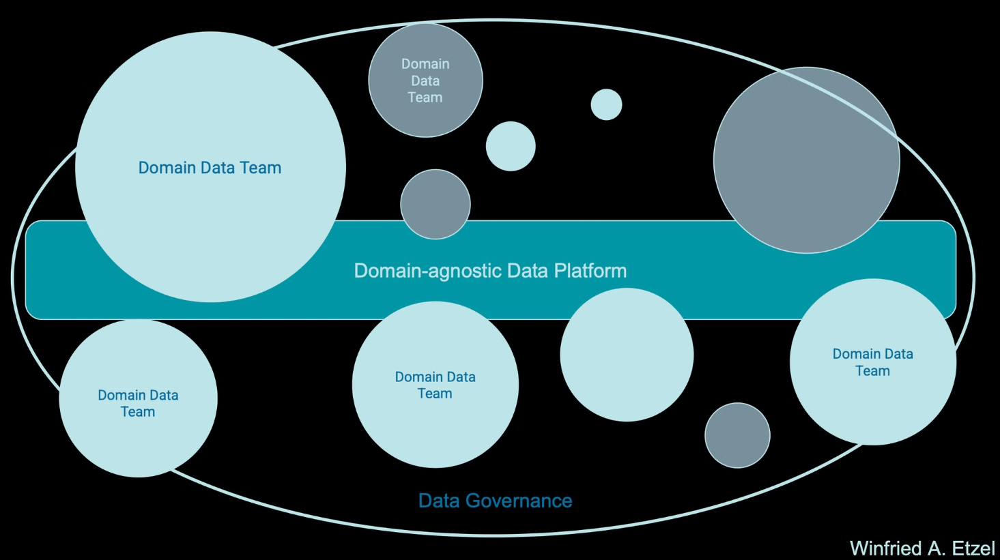 Domain
Data
Team
Domain Data Team
Domain-agnostic Data Platform
Domain Data
Team
Domain Data
Team
Domain Data
Team
Data Governance
Winfried A. Etzel